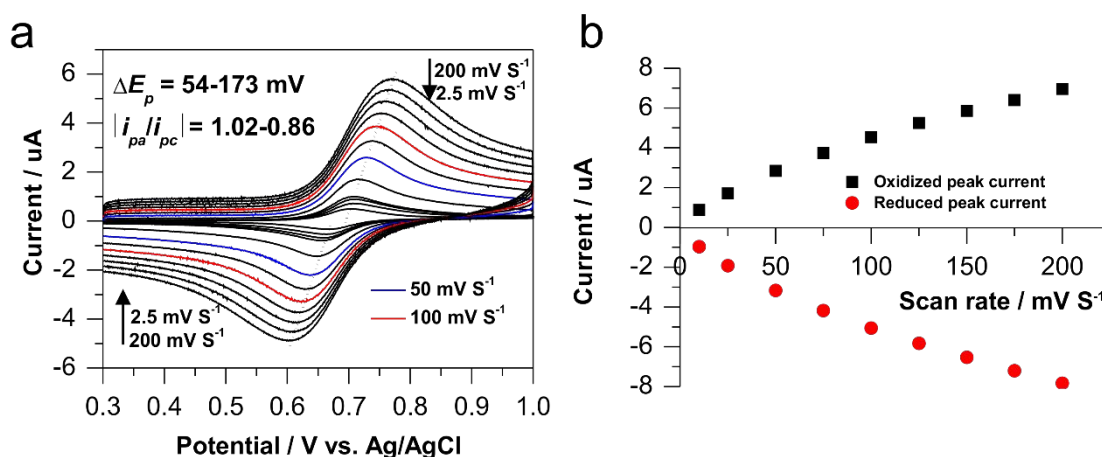 a
ΔEp = 54-173 mV
|ipa/ipc| = 1.02-0.86
200 mV S⁻¹
2.5 mV S⁻¹
50 mV S⁻¹
100 mV S⁻¹
2.5 mV S⁻¹
200 mV S⁻¹
6
4
2
0
-2
-4
-6
Current / uA
0.3 0.4 0.5 0.6 0.7 0.8 0.9 1.0
Potential / V vs. Ag/AgCl
b
8
6
4
2
0
-2
-4
-6
-8
Current / uA
Oxidized peak current
Reduced peak current
0 50 100 150 200
Scan rate / mV S⁻¹